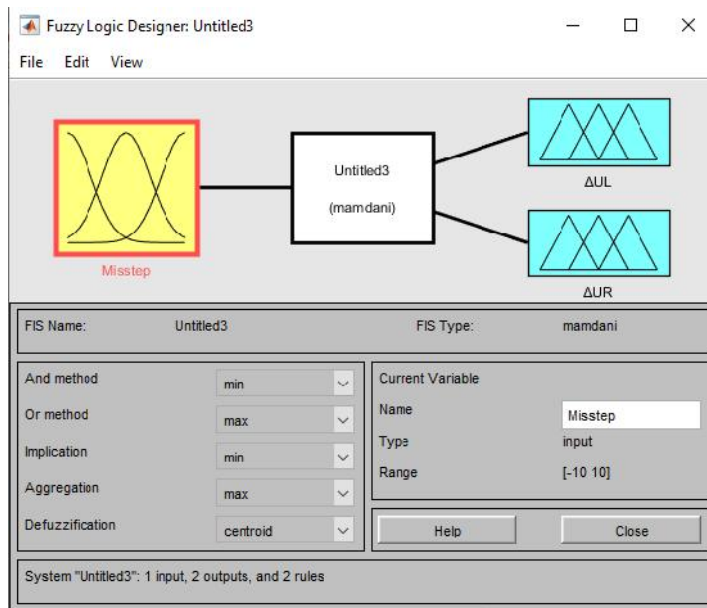 Fuzzy Logic Designer: Untitled3
File Edit View
Untitled3
(mamdani)
ΔUL
Misstep
ΔUR
FIS Name: Untitled3 FIS Type: mamdani
And method min
Or method max
Implication min
Aggregation max
Defuzzification centroid
Current Variable
Name Misstep
Type input
Range [-10 10]
Help Close
System "Untitled3": 1 input, 2 outputs, and 2 rules